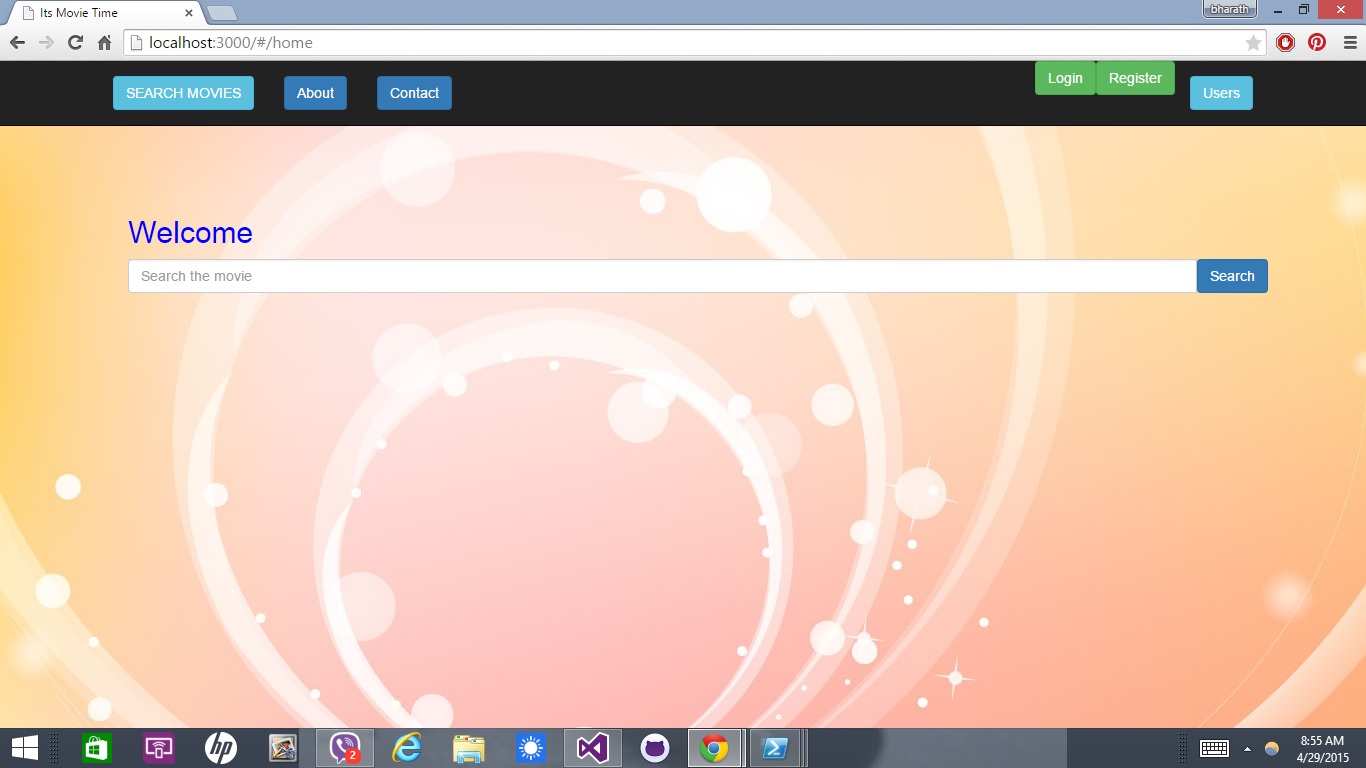 Its Movie Time
bharath
localhost:3000/#/home
SEARCH MOVIES About Contact Login Register Users
Welcome
Search the movie Search
hp
2
8:55 AM
4/29/2015